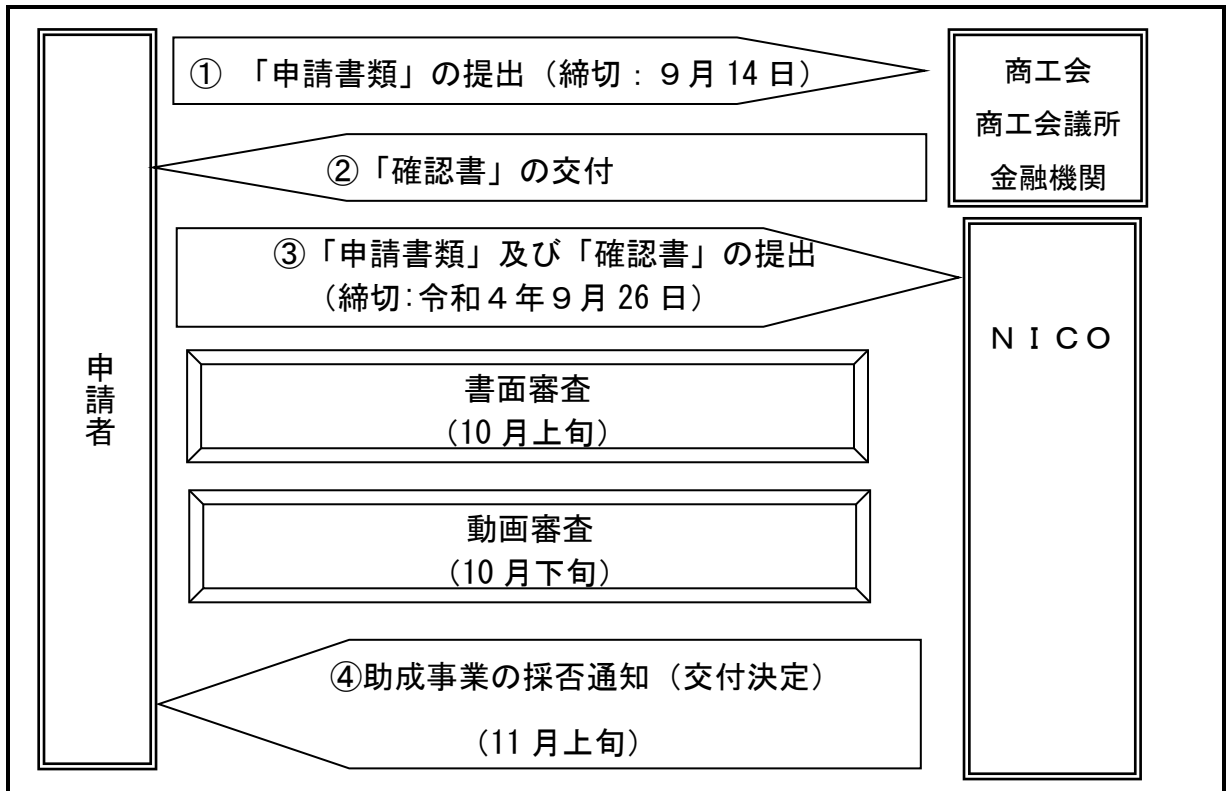 ① 「申請書類」の提出（締切：９月14日）
商工会
商工会議所
金融機関
②「確認書」の交付
③「申請書類」及び「確認書」の提出
（締切：令和４年９月26日）
ＮＩＣＯ
申請者
書面審査
（10月上旬）
動画審査
（10月下旬）
④助成事業の採否通知（交付決定）
（11月上旬）